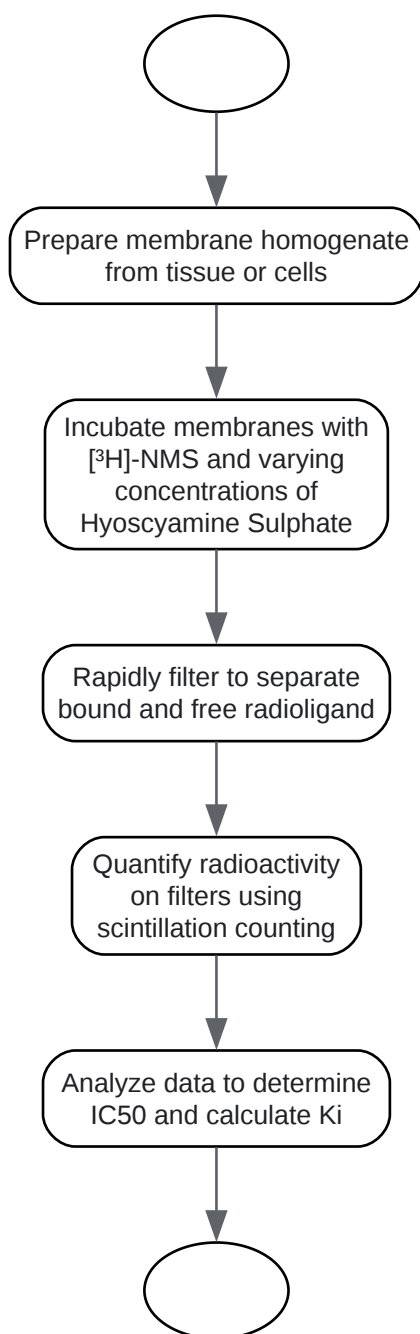 Prepare membrane homogenate
from tissue or cells
Incubate membranes with
[³H]-NMS and varying
concentrations of
Hyoscyamine Sulphate
Rapidly filter to separate
bound and free radioligand
Quantify radioactivity
on filters using
scintillation counting
Analyze data to determine
IC50 and calculate Ki